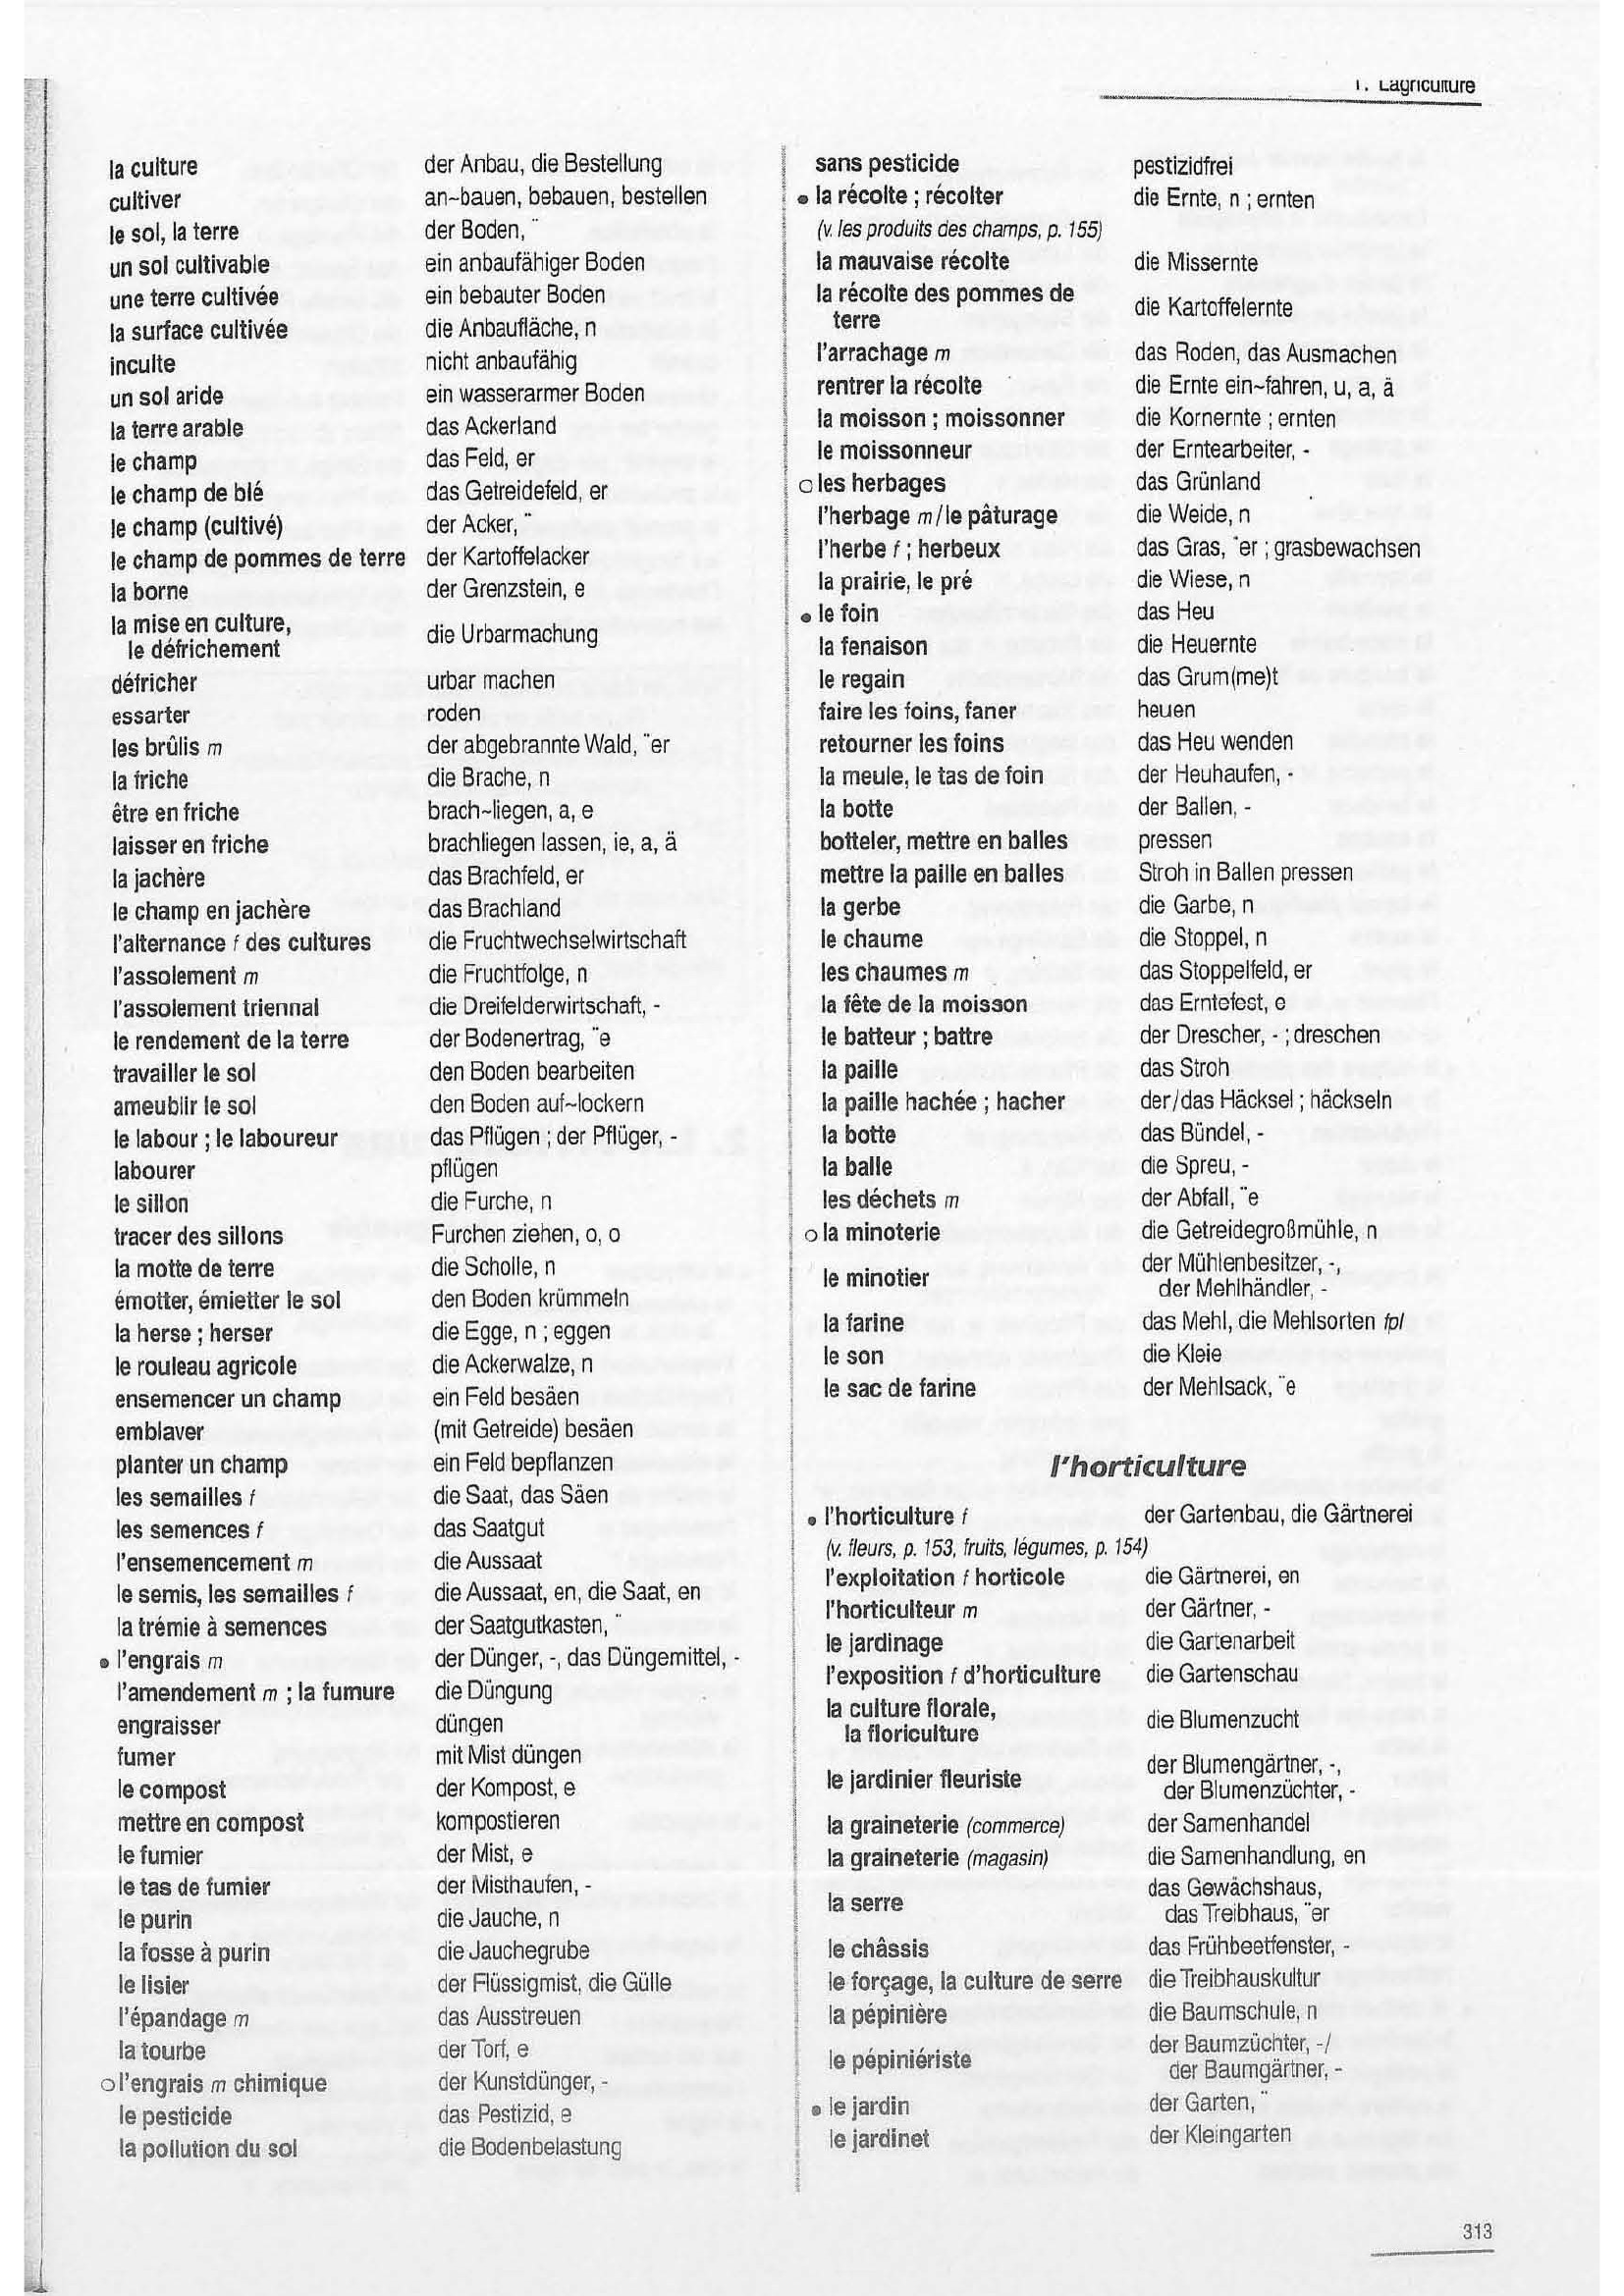 1. L'agriculture
la culture der Anbau, die Bestellung
cultiver an~bauen, bebauen, bestellen
le sol, la terre der Boden, ¨
un sol cultivable ein anbaufähiger Boden
une terre cultivée ein bebauter Boden
la surface cultivée die Anbaufläche, n
inculte nicht anbaufähig
un sol aride ein wasserarmer Boden
la terre arable das Ackerland
le champ das Feld, er
le champ de blé das Getreidefeld, er
le champ (cultivé) der Acker, ¨
le champ de pommes de terre der Kartoffelacker
la borne der Grenzstein, e
la mise en culture,
le défrichement die Urbarmachung
défricher urbar machen
essarter roden
les brûlis m der abgebrannte Wald, ¨er
la friche die Brache, n
être en friche brach~liegen, a, e
laisser en friche brachliegen lassen, ie, a, ä
la jachère das Brachfeld, er
le champ en jachère das Brachland
l'alternance f des cultures die Fruchtwechselwirtschaft
l'assolement m die Fruchtfolge, n
l'assolement triennal die Dreifelderwirtschaft, -
le rendement de la terre der Bodenertrag, ¨e
travailler le sol den Boden bearbeiten
ameublir le sol den Boden auf~lockern
le labour ; le laboureur das Pflügen ; der Pflüger, -
labourer pflügen
le sillon die Furche, n
tracer des sillons Furchen ziehen, o, o
la motte de terre die Scholle, n
émotter, émietter le sol den Boden krümmeln
la herse ; herser die Egge, n ; eggen
le rouleau agricole die Ackerwalze, n
ensemencer un champ ein Feld besäen
emblaver (mit Getreide) besäen
planter un champ ein Feld bepflanzen
les semailles f die Saat, das Säen
les semences f das Saatgut
l'ensemencement m die Aussaat
le semis, les semailles f die Aussaat, en, die Saat, en
la trémie à semences der Saatgutkasten, ¨
• l'engrais m der Dünger, -, das Düngemittel, -
l'amendement m ; la fumure die Düngung
engraisser düngen
fumer mit Mist düngen
le compost der Kompost, e
mettre en compost kompostieren
le fumier der Mist, e
le tas de fumier der Misthaufen, -
le purin die Jauche, n
la fosse à purin die Jauchegrube
le lisier der Flüssigmist, die Gülle
l'épandage m das Ausstreuen
la tourbe der Torf, e
○ l'engrais m chimique der Kunstdünger, -
le pesticide das Pestizid, e
la pollution du sol die Bodenbelastung
sans pesticide pestizidfrei
• la récolte ; récolter die Ernte, n ; ernten
(v. les produits des champs, p. 155)
la mauvaise récolte die Missernte
la récolte des pommes de
terre die Kartoffelernte
l'arrachage m das Roden, das Ausmachen
rentrer la récolte die Ernte ein~fahren, u, a, ä
la moisson ; moissonner die Kornernte ; ernten
le moissonneur der Erntearbeiter, -
○ les herbages das Grünland
l'herbage m/le pâturage die Weide, n
l'herbe f ; herbeux das Gras, ¨er ; grasbewachsen
la prairie, le pré die Wiese, n
• le foin das Heu
la fenaison die Heuernte
le regain das Grum(me)t
faire les foins, faner heuen
retourner les foins das Heu wenden
la meule, le tas de foin der Heuhaufen, -
la botte der Ballen, -
botteler, mettre en balles pressen
mettre la paille en balles Stroh in Ballen pressen
la gerbe die Garbe, n
le chaume die Stoppel, n
les chaumes m das Stoppelfeld, er
la fête de la moisson das Erntefest, e
le batteur ; battre der Drescher, - ; dreschen
la paille das Stroh
la paille hachée ; hacher der/das Häcksel ; häckseln
la botte das Bündel, -
la balle die Spreu, -
les déchets m der Abfall, ¨e
○ la minoterie die Getreidegroßmühle, n
le minotier der Mühlenbesitzer, -,
der Mehlhändler, -
la farine das Mehl, die Mehlsorten fpl
le son die Kleie
le sac de farine der Mehlsack, ¨e
l'horticulture
• l'horticulture f der Gartenbau, die Gärtnerei
(v. fleurs, p. 153, fruits, légumes, p. 154)
l'exploitation f horticole die Gärtnerei, en
l'horticulteur m der Gärtner, -
le jardinage die Gartenarbeit
l'exposition f d'horticulture die Gartenschau
la culture florale,
la floriculture die Blumenzucht
le jardinier fleuriste der Blumengärtner, -,
der Blumenzüchter, -
la graineterie (commerce) der Samenhandel
la graineterie (magasin) die Samenhandlung, en
la serre das Gewächshaus,
das Treibhaus, ¨er
le châssis das Frühbeetfenster, -
le forçage, la culture de serre die Treibhauskultur
la pépinière die Baumschule, n
le pépiniériste der Baumzüchter, -/
der Baumgärtner, -
• le jardin der Garten, ¨
le jardinet der Kleingarten
313